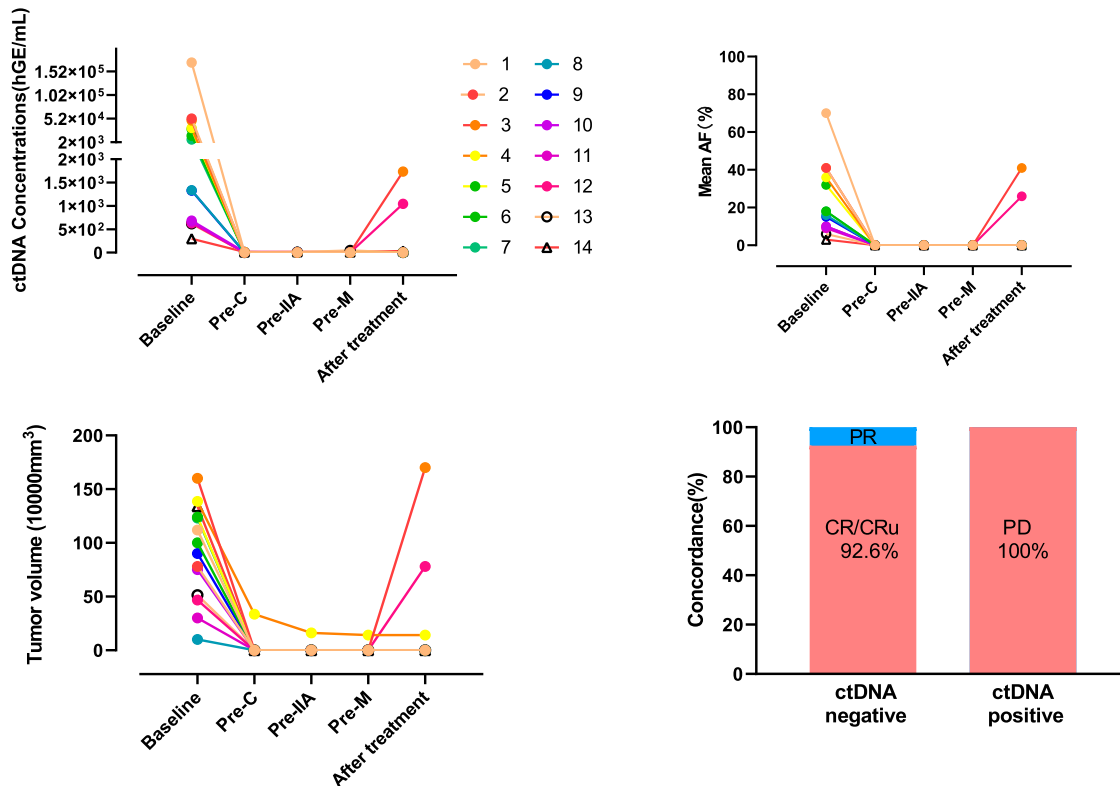 ctDNA Concentrations(hGE/mL)
1.52×10⁵
1.02×10⁵
5.2×10⁴
2×10³
2×10³
1.5×10³
1×10³
5×10²
0
Baseline
Pre-C
Pre-IIA
Pre-M
After treatment
1
2
3
4
5
6
7
8
9
10
11
12
13
14
Mean AF(%)
100
80
60
40
20
0
Baseline
Pre-C
Pre-IIA
Pre-M
After treatment
Tumor volume (10000mm³)
200
150
100
50
0
Baseline
Pre-C
Pre-IIA
Pre-M
After treatment
Concordance(%)
100
80
60
40
20
0
PR
CR/CRu
92.6%
PD
100%
ctDNA
negative
ctDNA
positive